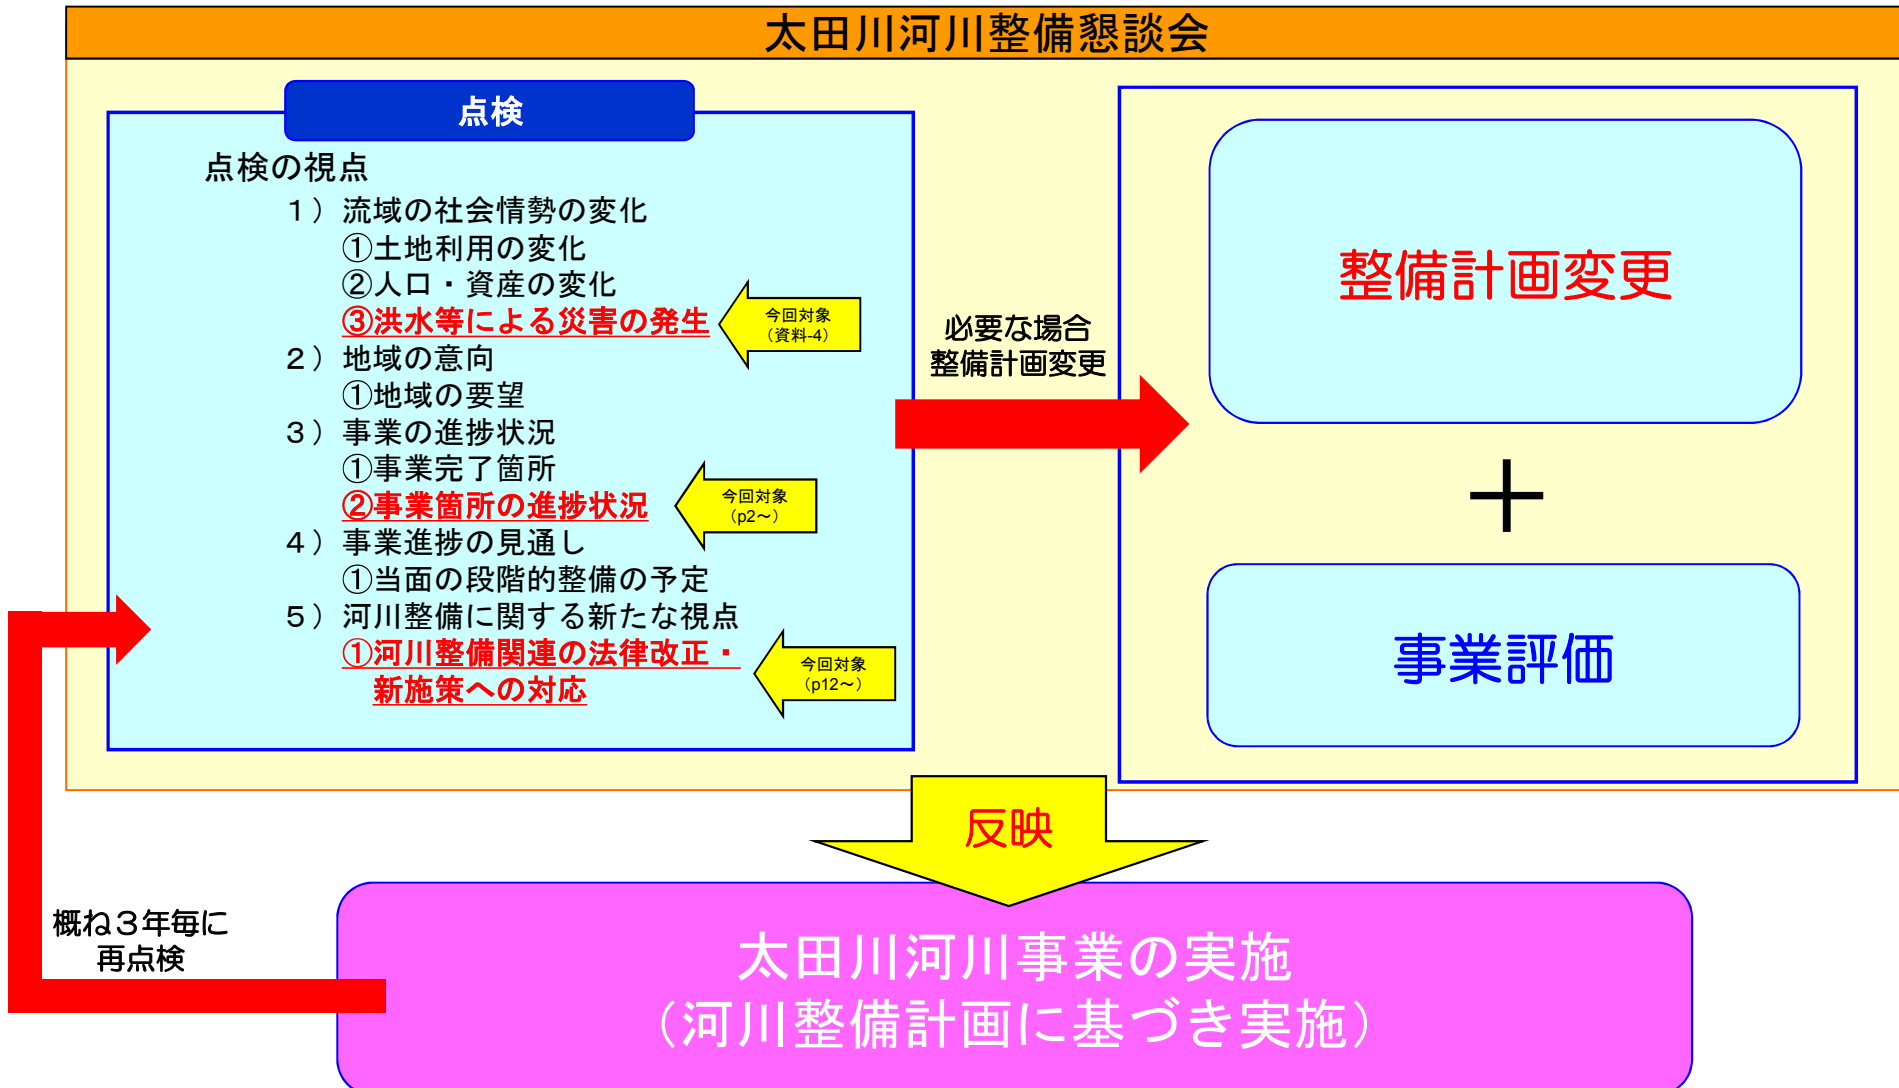 太田川河川整備懇談会
点検
点検の視点
１）流域の社会情勢の変化
①土地利用の変化
②人口・資産の変化
③洪水等による災害の発生
今回対象
（資料-4）
２）地域の意向
①地域の要望
３）事業の進捗状況
①事業完了箇所
②事業箇所の進捗状況
今回対象
（p2～）
４）事業進捗の見通し
①当面の段階的整備の予定
５）河川整備に関する新たな視点
①河川整備関連の法律改正・
新施策への対応
今回対象
（p12～）
必要な場合
整備計画変更
整備計画変更
＋
事業評価
反映
概ね３年毎に
再点検
太田川河川事業の実施
（河川整備計画に基づき実施）